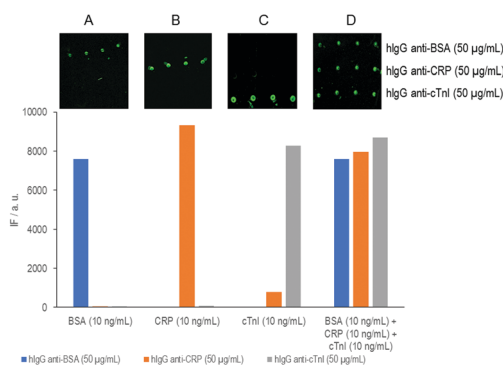 A B C D
hIgG anti-BSA (50 µg/mL)
hIgG anti-CRP (50 µg/mL)
hIgG anti-cTnI (50 µg/mL)
10000
8000
6000
4000
2000
0
IF / a. u.
BSA (10 ng/mL) CRP (10 ng/mL) cTnI (10 ng/mL) BSA (10 ng/mL) +
CRP (10 ng/mL) +
cTnI (10 ng/mL)
hIgG anti-BSA (50 µg/mL) hIgG anti-CRP (50 µg/mL) hIgG anti-cTnI (50 µg/mL)